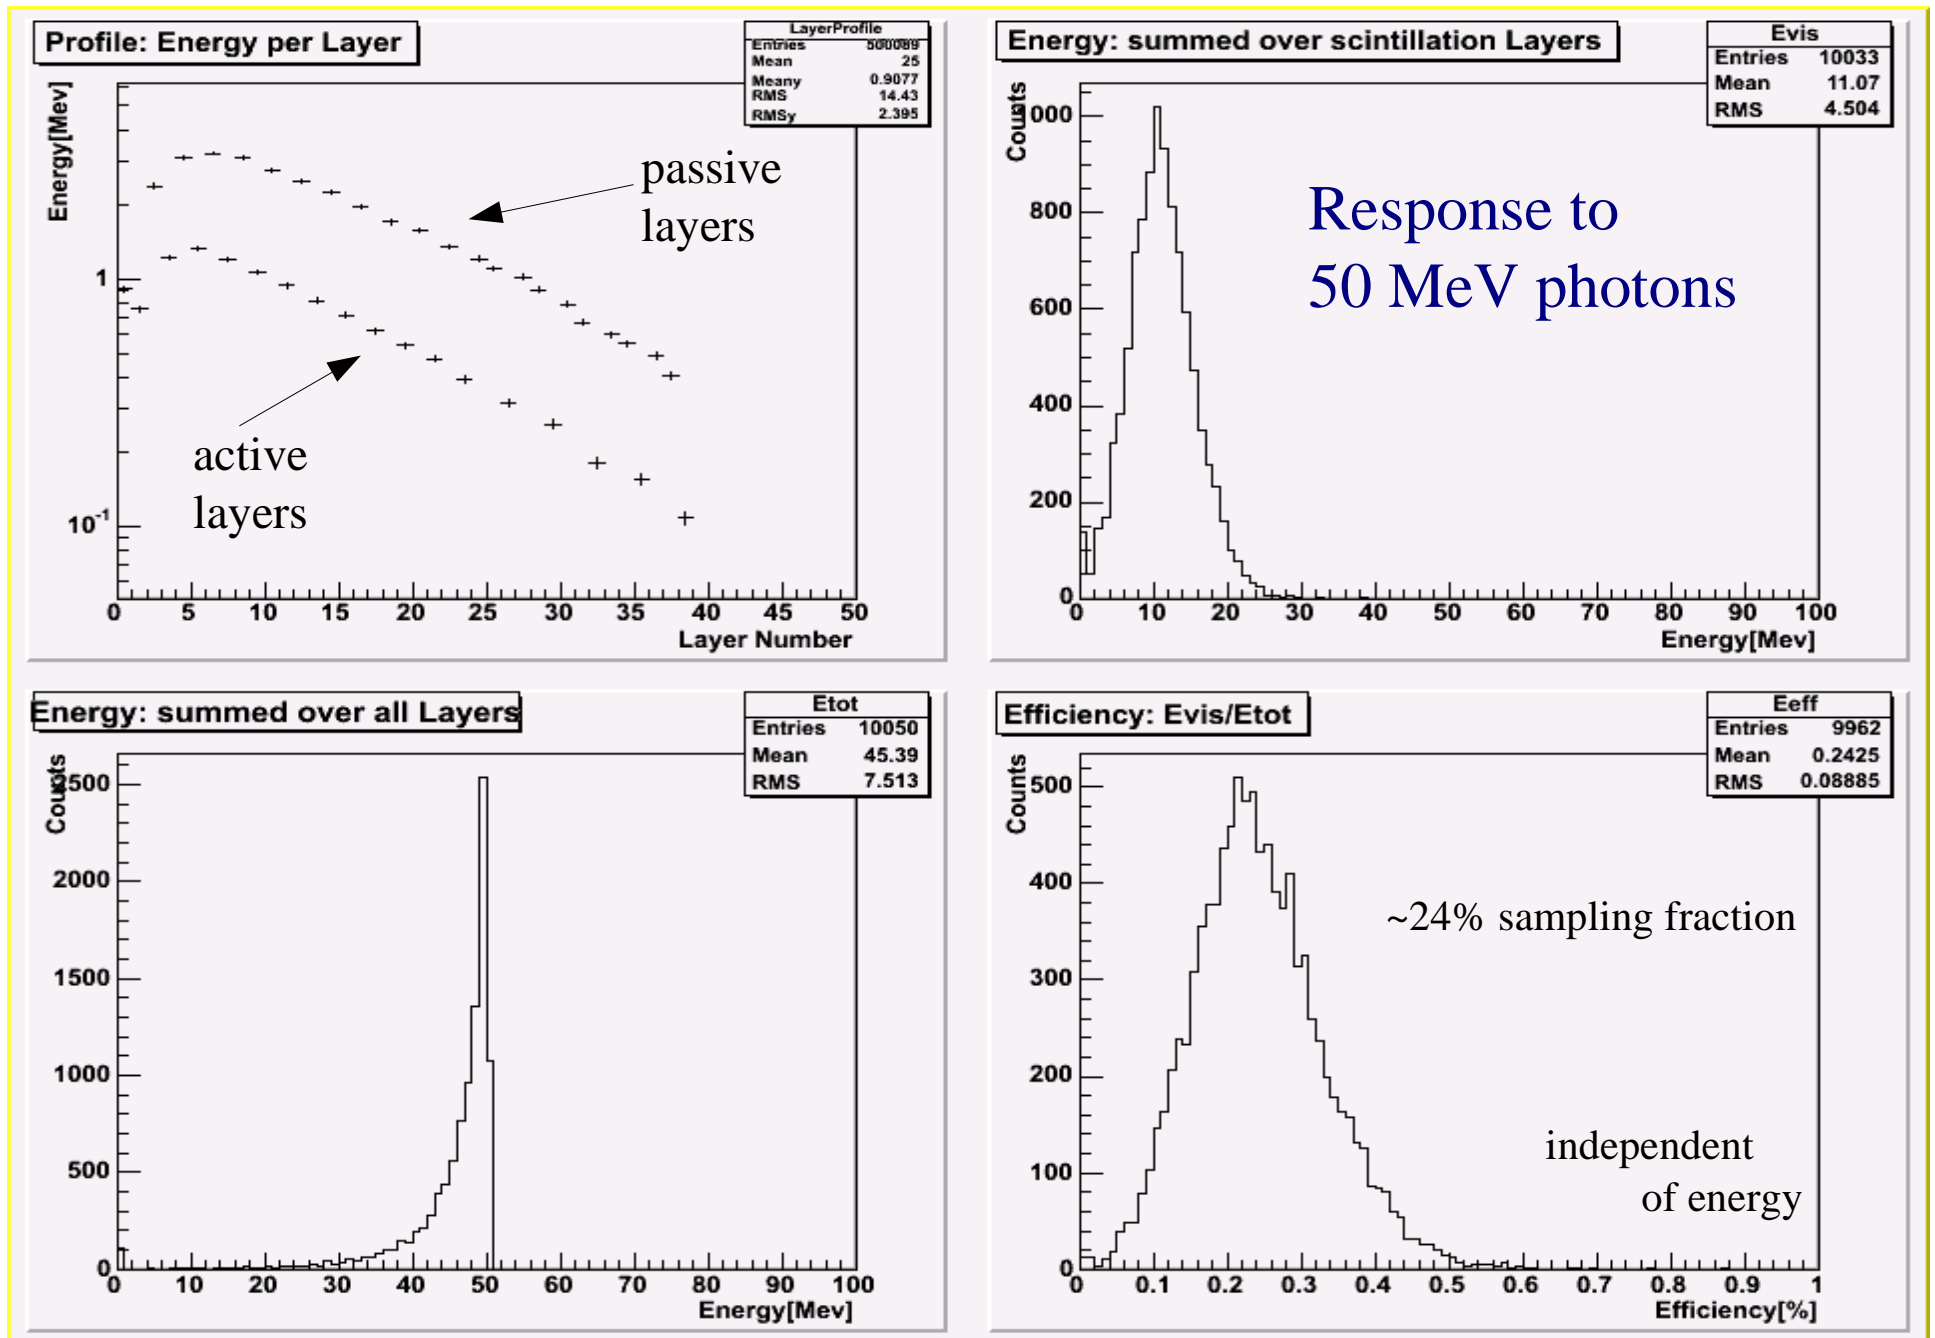 Profile: Energy per Layer
LayerProfile
Entries 500089
Mean 25
Meany 0.9077
RMS 14.43
RMSy 2.395
Energy[Mev]
1
10-1
passive
layers
active
layers
0 5 10 15 20 25 30 35 40 45 50
Layer Number
Energy: summed over scintillation Layers
Evis
Entries 10033
Mean 11.07
RMS 4.504
Counts
000
800
600
400
200
0
Response to
50 MeV photons
0 10 20 30 40 50 60 70 80 90 100
Energy[Mev]
Energy: summed over all Layers
Etot
Entries 10050
Mean 45.39
RMS 7.513
Counts
2500
2000
1500
1000
500
0
0 10 20 30 40 50 60 70 80 90 100
Energy[Mev]
Efficiency: Evis/Etot
Eeff
Entries 9962
Mean 0.2425
RMS 0.08885
Counts
500
400
300
200
100
0
~24% sampling fraction
independent
of energy
0 0.1 0.2 0.3 0.4 0.5 0.6 0.7 0.8 0.9 1
Efficiency[%]